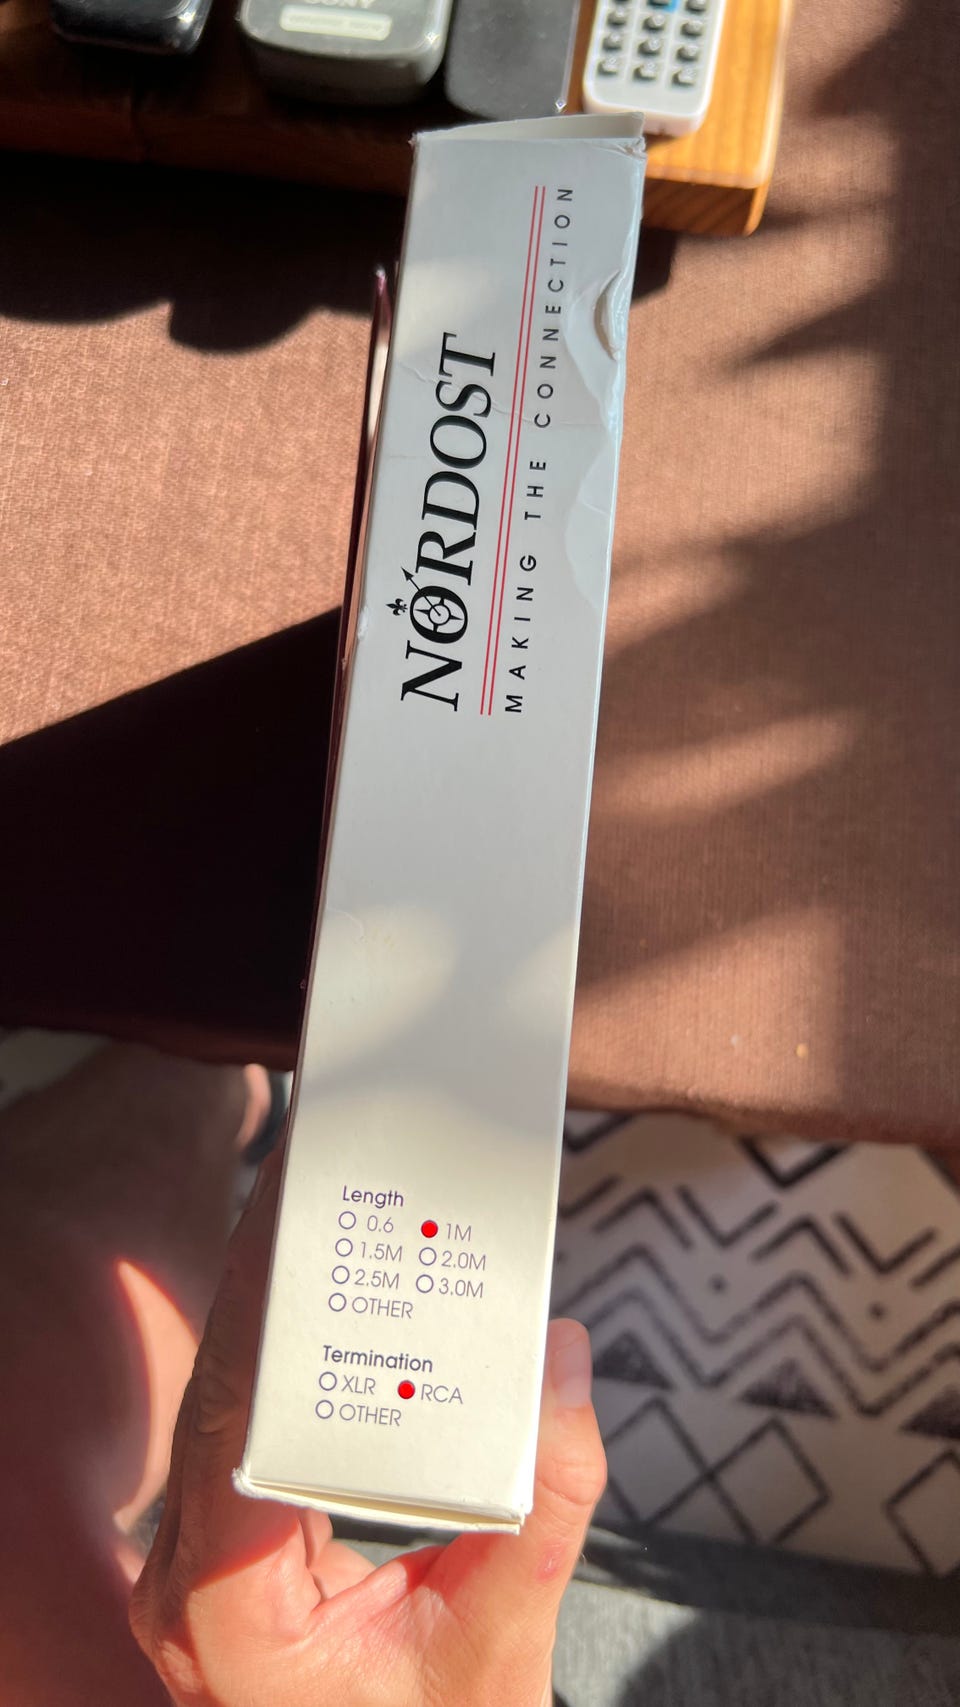 SONY
NORDOST
MAKING THE CONNECTION
Length
0.6 1M
1.5M 2.0M
2.5M 3.0M
OTHER
Termination
XLR RCA
OTHER